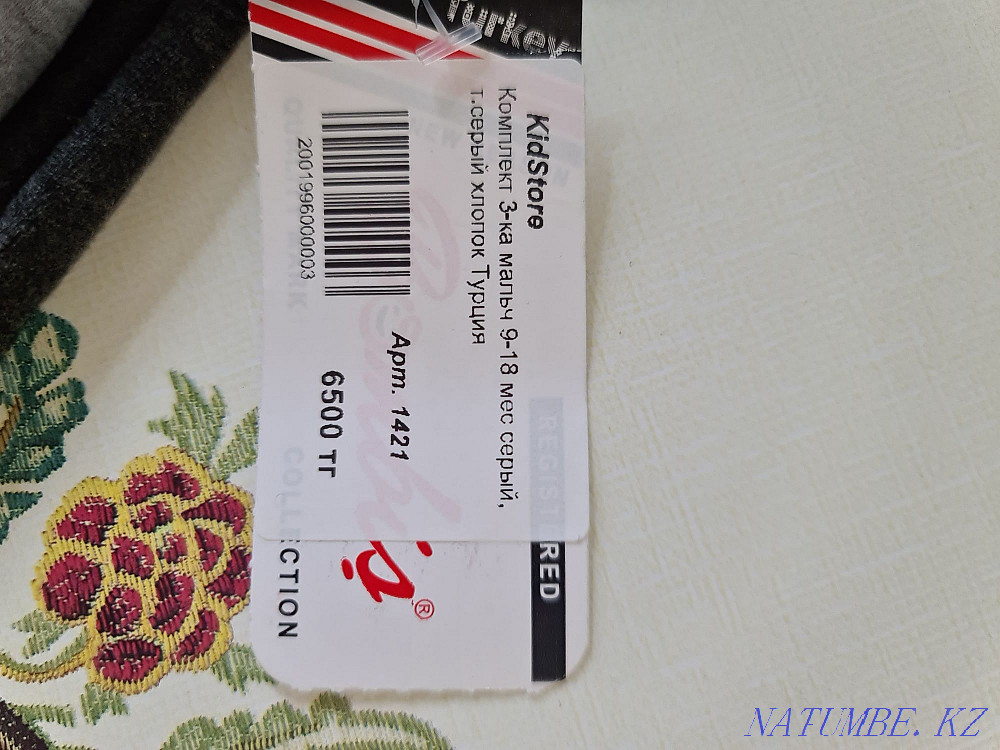 Turkey
KidStore
Комплект 3-ка мальч 9-18 мес серый,
т.серый хлопок Турция
Арт. 1421
2001996000003
6500 тг
REGISTERED
®
COLLECTION
NATUMBE. KZ